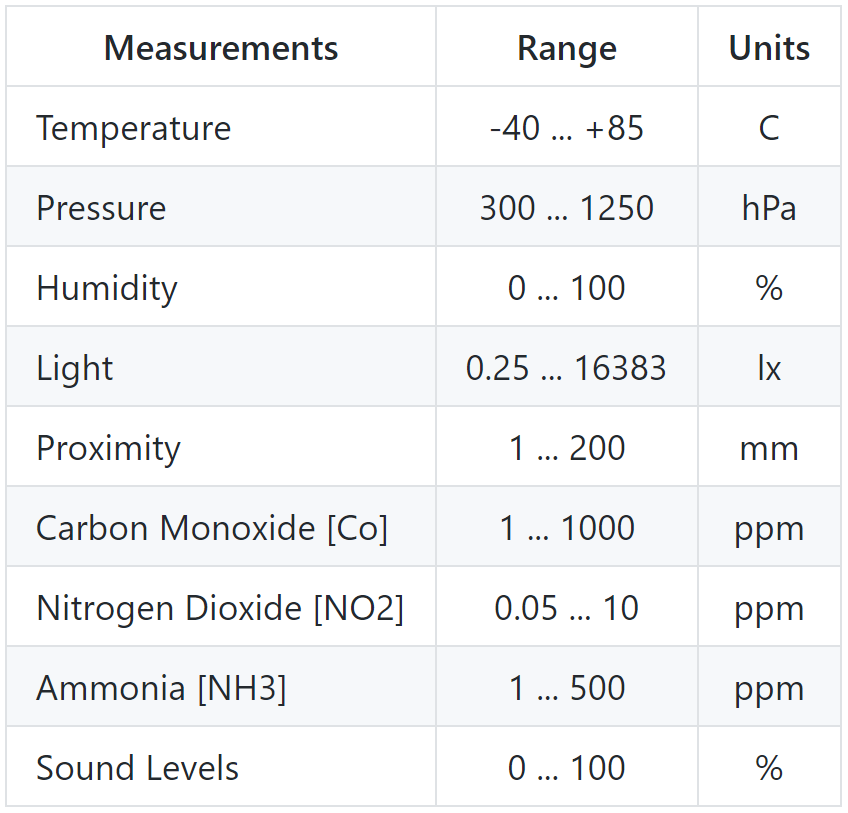 Measurements Range Units
Temperature -40 ... +85 C
Pressure 300 ... 1250 hPa
Humidity 0 ... 100 %
Light 0.25 ... 16383 lx
Proximity 1 ... 200 mm
Carbon Monoxide [Co] 1 ... 1000 ppm
Nitrogen Dioxide [NO2] 0.05 ... 10 ppm
Ammonia [NH3] 1 ... 500 ppm
Sound Levels 0 ... 100 %